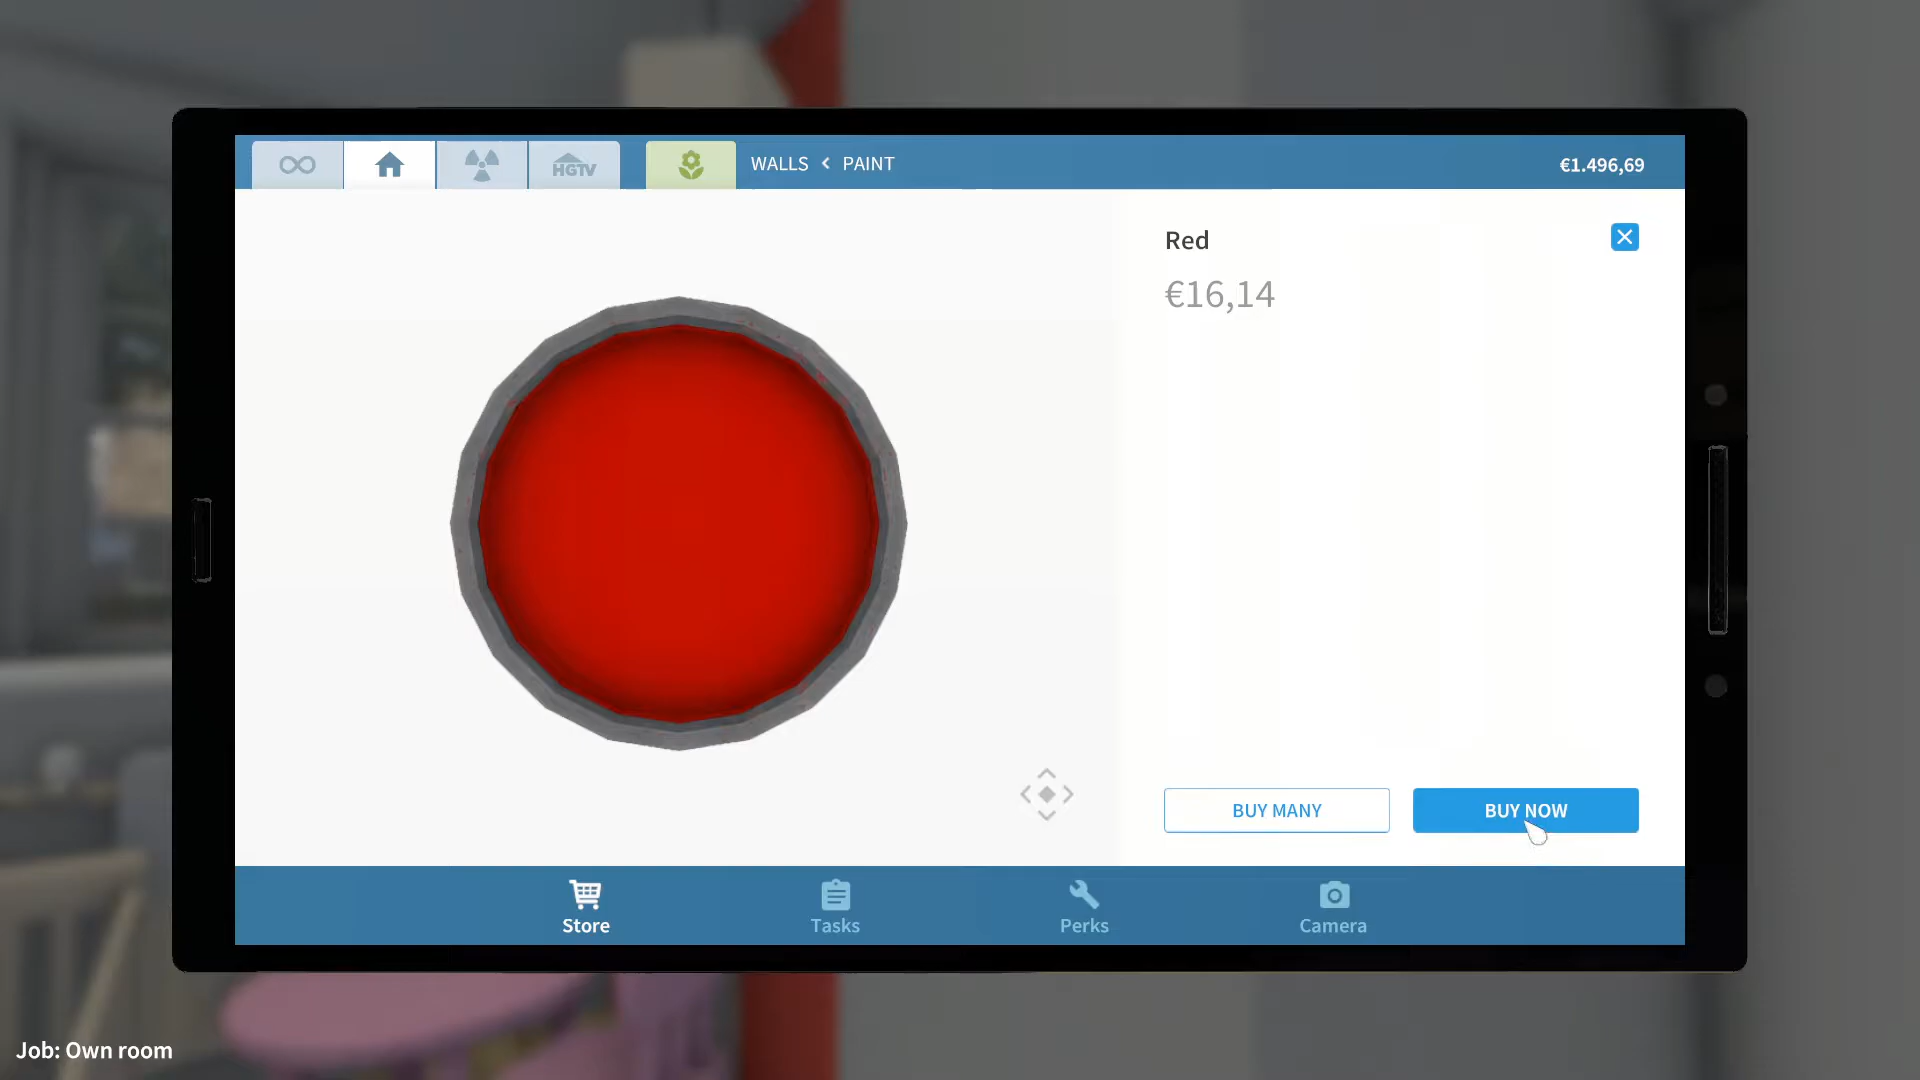 HGTV
WALLS < PAINT
€1.496,69
Red
€16,14
BUY MANY
BUY NOW
Store
Tasks
Perks
Camera
Job: Own room